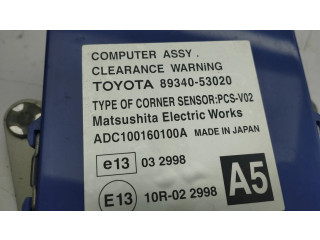 COMPUTER ASSY.
CLEARANCE WARNING
TOYOTA 89340-53020
TYPE OF CORNER SENSOR:PCS-V02
Matsushita Electric Works
ADC100160100A MADE IN JAPAN
e13 03 2998
E13 10R-02 2998 A5